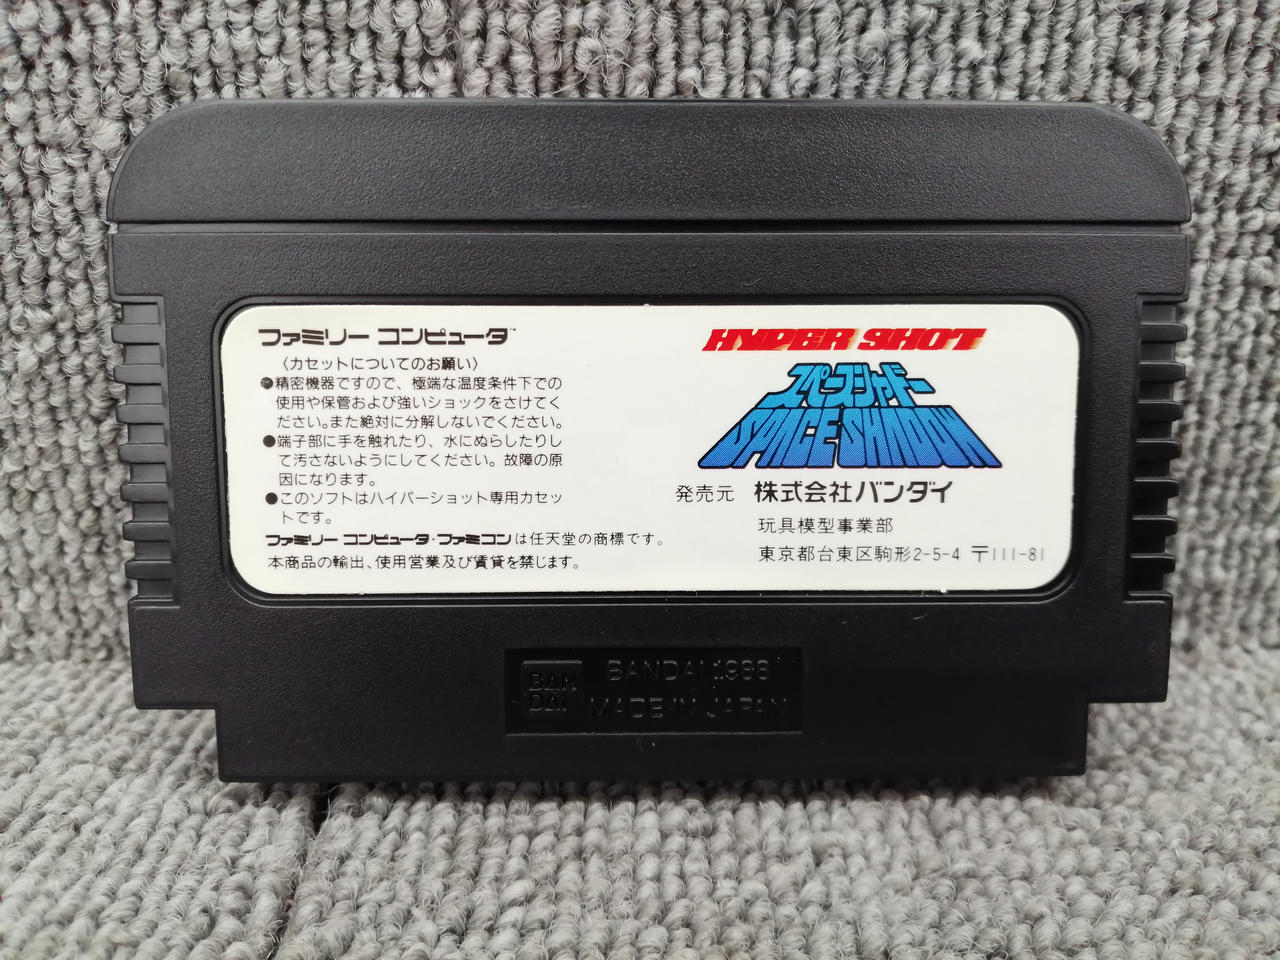 ファミリー コンピュータ™
〈カセットについてのお願い〉
●精密機器ですので、極端な温度条件下での
使用や保管および強いショックをさけてく
ださい。また絶対に分解しないでください。
●端子部に手を触れたり、水にぬらしたりし
て汚さないようにしてください。故障の原
因になります。
●このソフトはハイパーショット専用カセッ
トです。
ファミリー コンピュータ・ファミコンは任天堂の商標です。
本商品の輸出、使用営業及び賃貸を禁じます。
HYPER SHOT
スペースシャドー
SPACE SHADOW
発売元 株式会社バンダイ
玩具模型事業部
東京都台東区駒形2-5-4 〒111-81
BAN
DAI
BANDAI 1988
MADE IN JAPAN